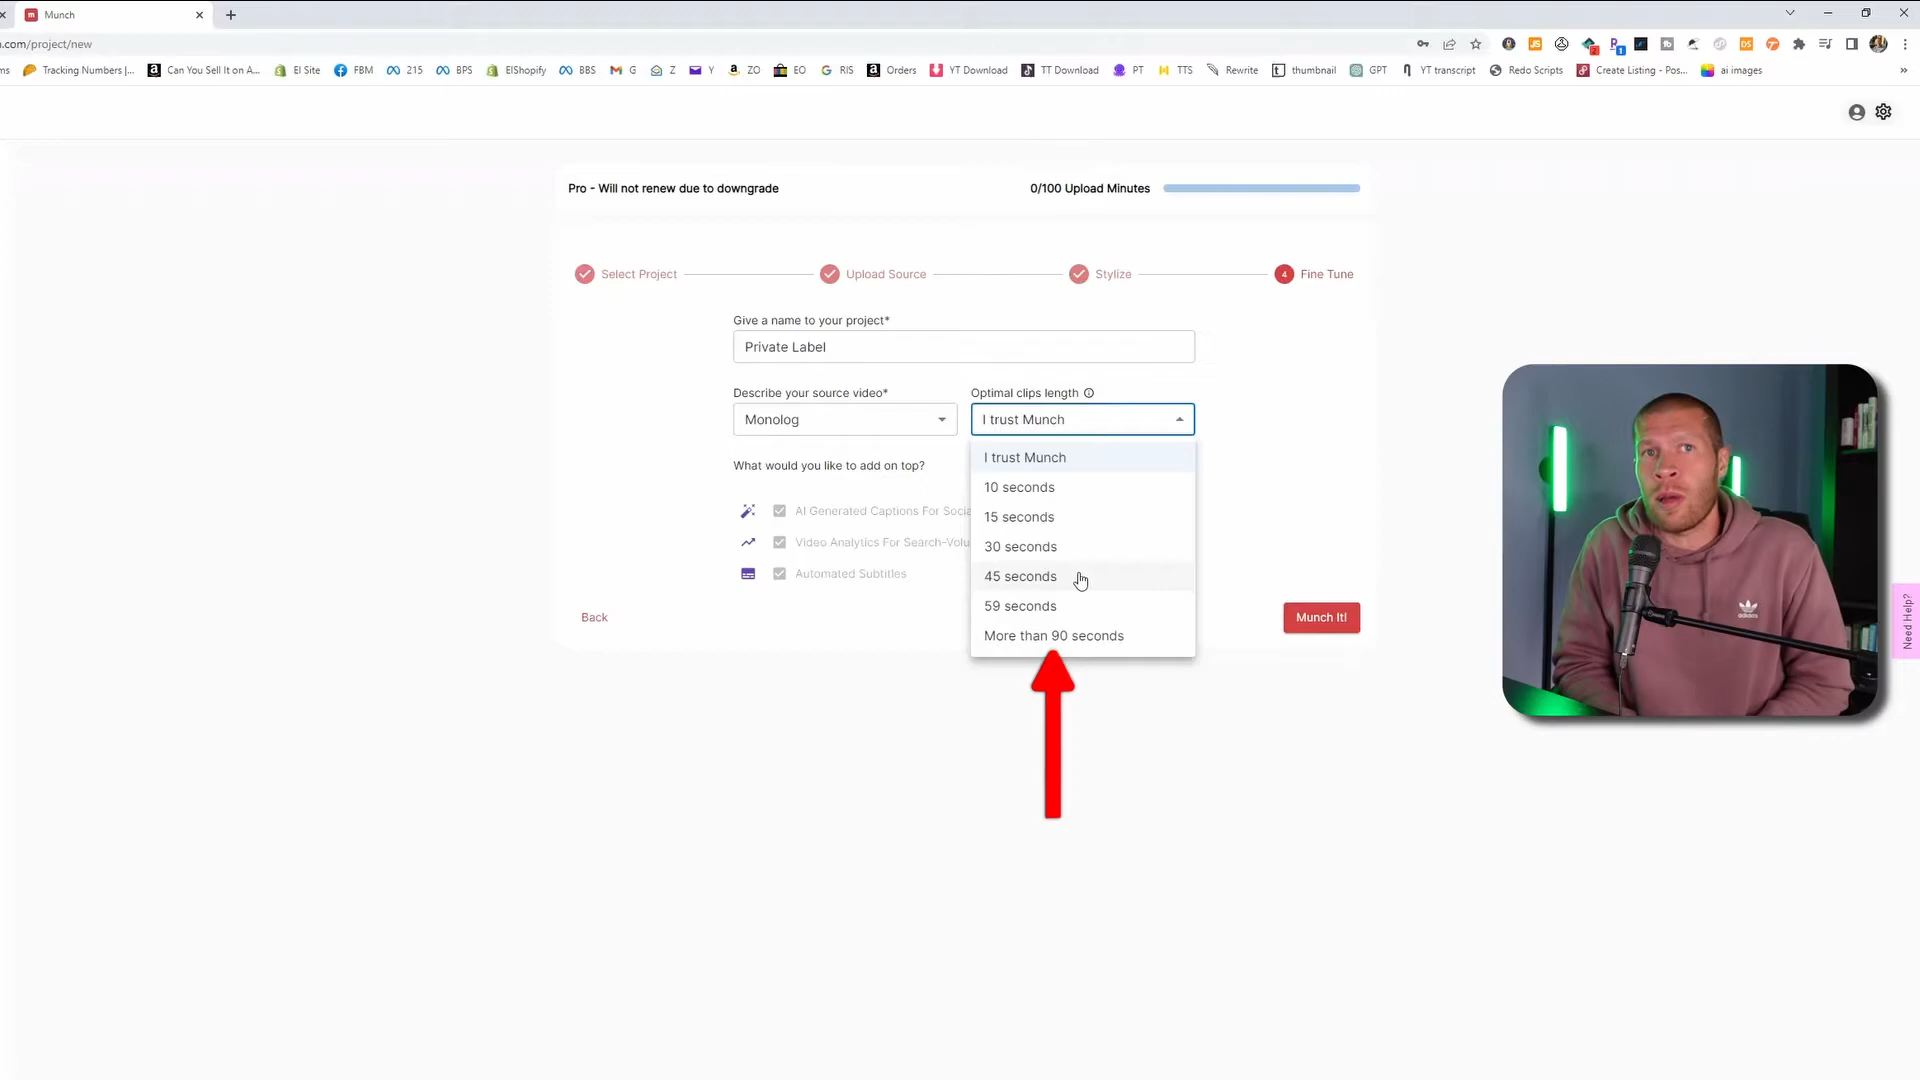 Munch
.com/project/new
Tracking Numbers |...
Can You Sell It on A...
EI Site
FBM
215
BPS
ElShopify
BBS
G
Z
Y
ZO
EO
RIS
Orders
YT Download
TT Download
PT
TTS
Rewrite
thumbnail
GPT
YT transcript
Redo Scripts
Create Listing - Pos...
ai images
Pro - Will not renew due to downgrade
0/100 Upload Minutes
Select Project
Upload Source
Stylize
4 Fine Tune
Give a name to your project*
Private Label
Describe your source video*
Optimal clips length
Monolog
I trust Munch
I trust Munch
What would you like to add on top?
10 seconds
AI Generated Captions For Socia
15 seconds
Video Analytics For Search-Volu
30 seconds
Automated Subtitles
45 seconds
59 seconds
More than 90 seconds
Back
Munch It!
Need Help?
adidas